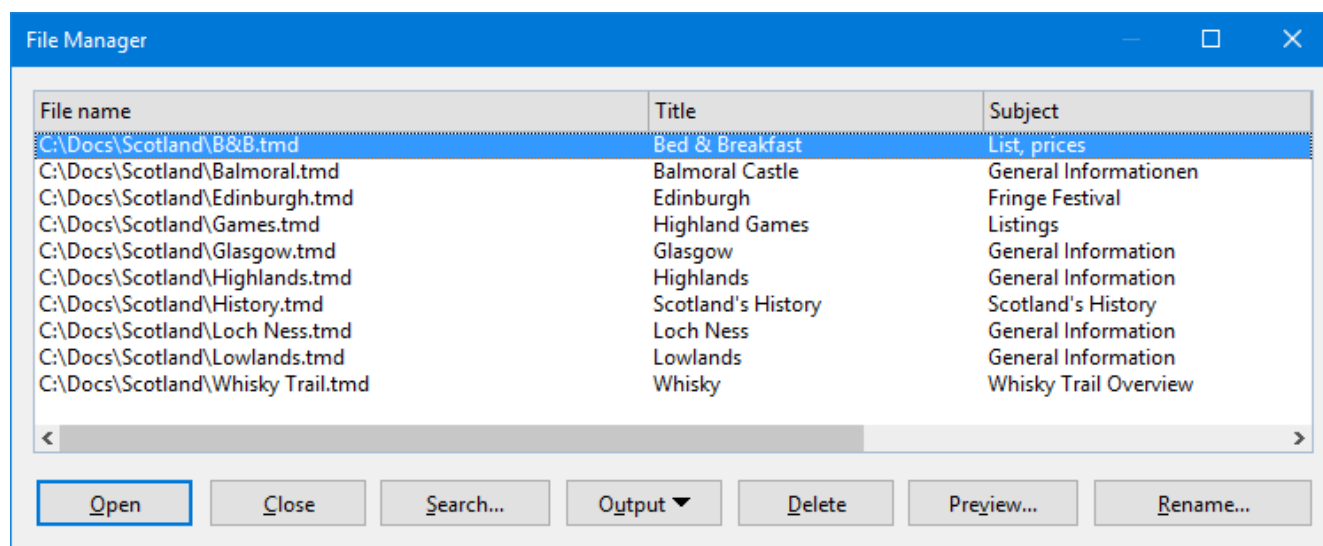 File Manager
File name Title Subject
C:\Docs\Scotland\B&B.tmd Bed & Breakfast List, prices
C:\Docs\Scotland\Balmoral.tmd Balmoral Castle General Informationen
C:\Docs\Scotland\Edinburgh.tmd Edinburgh Fringe Festival
C:\Docs\Scotland\Games.tmd Highland Games Listings
C:\Docs\Scotland\Glasgow.tmd Glasgow General Information
C:\Docs\Scotland\Highlands.tmd Highlands General Information
C:\Docs\Scotland\History.tmd Scotland's History Scotland's History
C:\Docs\Scotland\Loch Ness.tmd Loch Ness General Information
C:\Docs\Scotland\Lowlands.tmd Lowlands General Information
C:\Docs\Scotland\Whisky Trail.tmd Whisky Whisky Trail Overview
Open Close Search... Output Delete Preview... Rename...